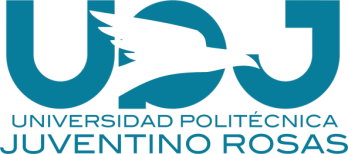 UPJ
UNIVERSIDAD POLITÉCNICA
JUVENTINO ROSAS